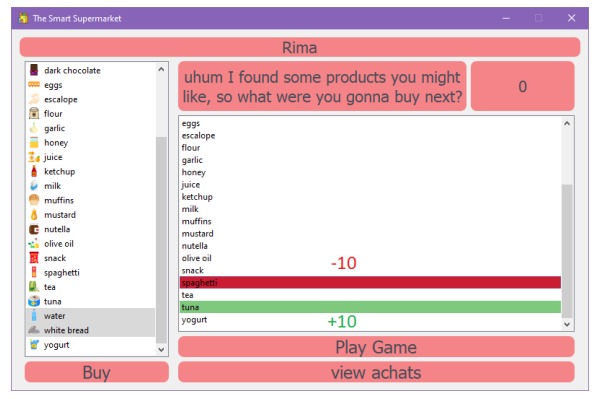 The Smart Supermarket
Rima
dark chocolate
eggs
escalope
flour
garlic
honey
juice
ketchup
milk
muffins
mustard
nutella
olive oil
snack
spaghetti
tea
tuna
water
white bread
yogurt
Buy
uhum I found some products you might
like, so what were you gonna buy next?
0
eggs
escalope
flour
garlic
honey
juice
ketchup
milk
muffins
mustard
nutella
olive oil
snack
-10
spaghetti
tea
tuna
yogurt
+10
Play Game
view achats